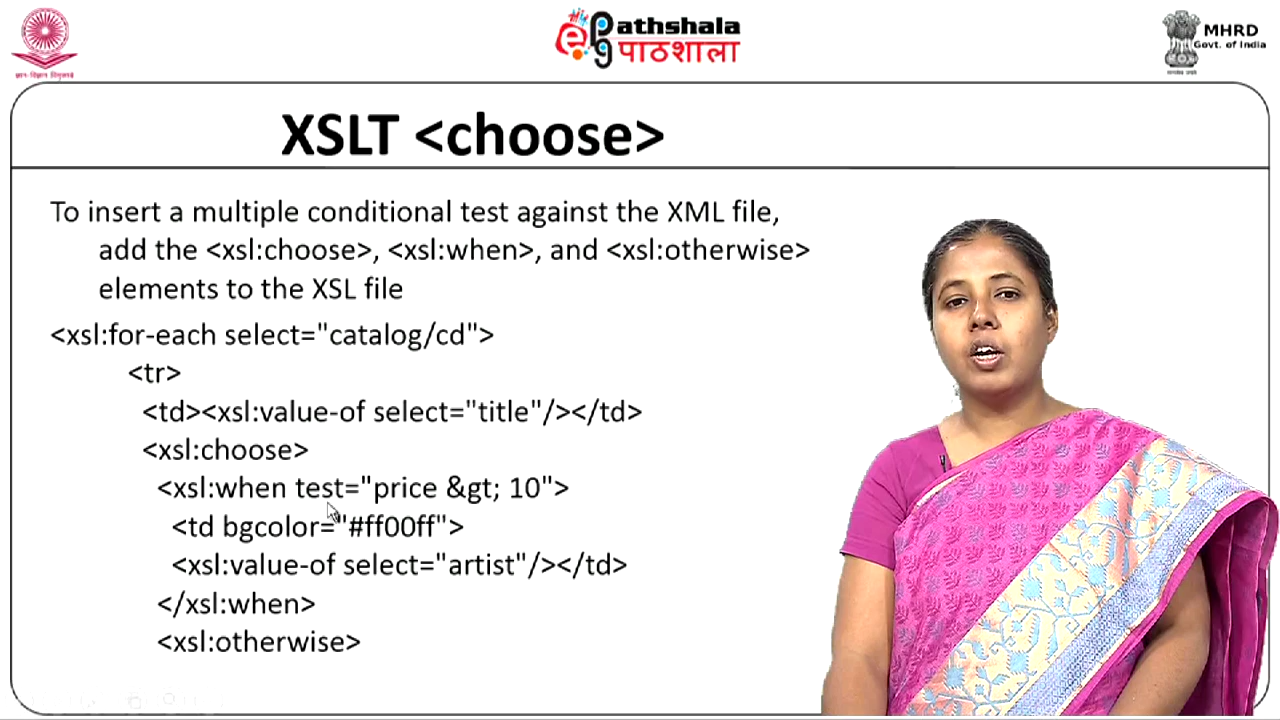 ePathshala
पाठशाला
MHRD
Govt. of India
XSLT <choose>
To insert a multiple conditional test against the XML file,
add the <xsl:choose>, <xsl:when>, and <xsl:otherwise>
elements to the XSL file
<xsl:for-each select="catalog/cd">
<tr>
<td><xsl:value-of select="title"/></td>
<xsl:choose>
<xsl:when test="price &gt; 10">
<td bgcolor="#ff00ff">
<xsl:value-of select="artist"/></td>
</xsl:when>
<xsl:otherwise>